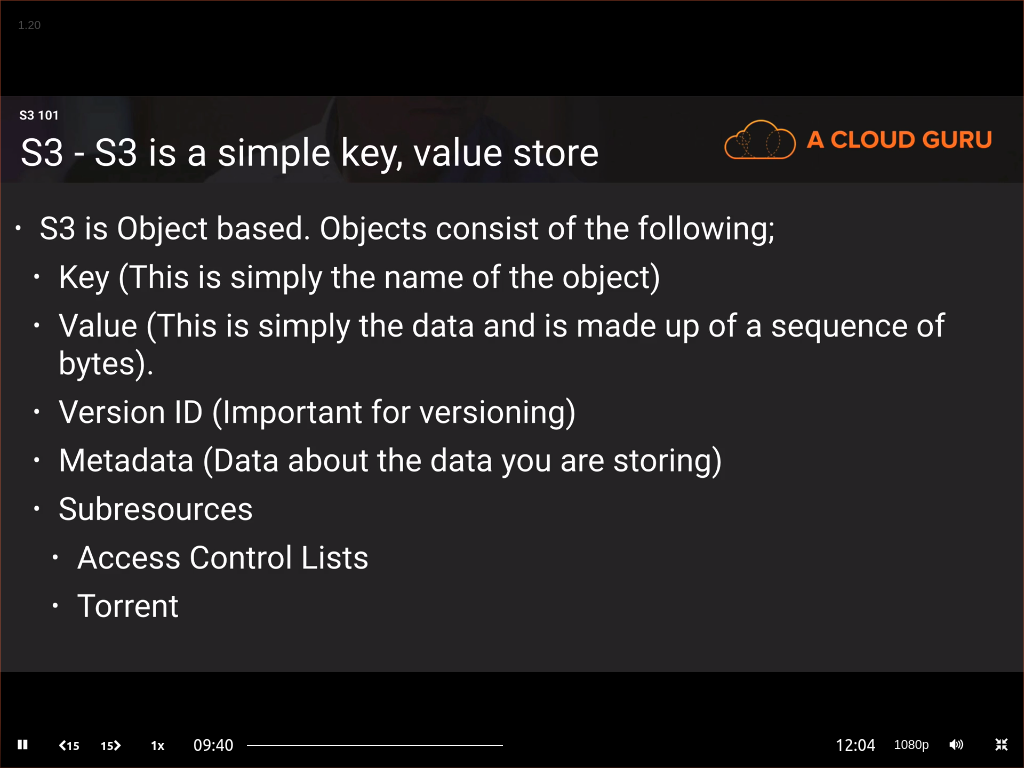 1.20
S3 101
S3 - S3 is a simple key, value store
A CLOUD GURU
• S3 is Object based. Objects consist of the following;
• Key (This is simply the name of the object)
• Value (This is simply the data and is made up of a sequence of
bytes).
• Version ID (Important for versioning)
• Metadata (Data about the data you are storing)
• Subresources
• Access Control Lists
• Torrent
15 15 1x 09:40 12:04 1080p